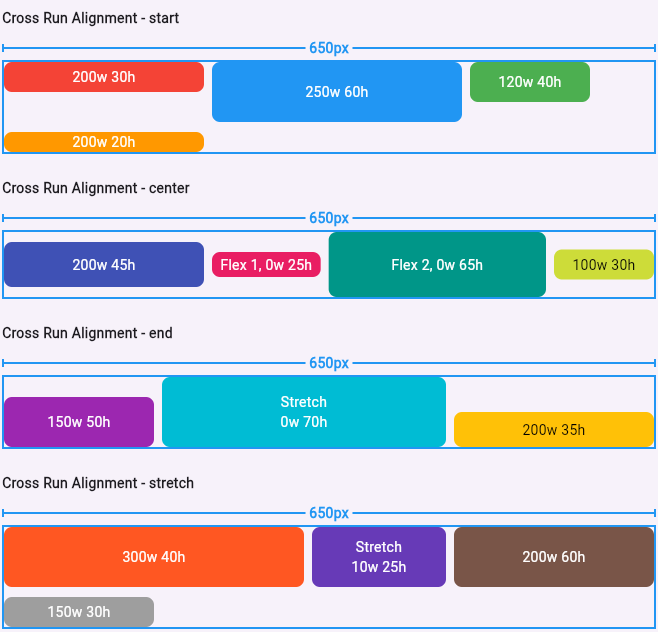 Cross Run Alignment - start
650px
200w 30h
250w 60h
120w 40h
200w 20h
Cross Run Alignment - center
650px
200w 45h
Flex 1, 0w 25h
Flex 2, 0w 65h
100w 30h
Cross Run Alignment - end
650px
150w 50h
Stretch
0w 70h
200w 35h
Cross Run Alignment - stretch
650px
300w 40h
Stretch
10w 25h
200w 60h
150w 30h